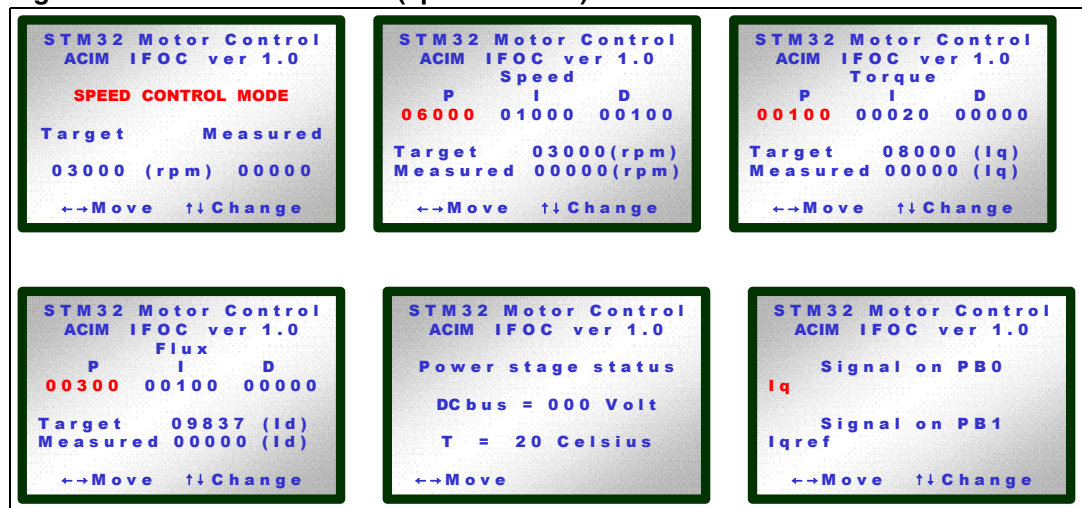 STM32 Motor Control
ACIM IFOC ver 1.0
SPEED CONTROL MODE
Target Measured
03000 (rpm) 00000
←→Move ↑↓Change
STM32 Motor Control
ACIM IFOC ver 1.0
Speed
P I D
06000 01000 00100
Target 03000(rpm)
Measured 00000(rpm)
←→Move ↑↓Change
STM32 Motor Control
ACIM IFOC ver 1.0
Torque
P I D
00100 00020 00000
Target 08000 (Iq)
Measured 00000 (Iq)
←→Move ↑↓Change
STM32 Motor Control
ACIM IFOC ver 1.0
Flux
P I D
00300 00100 00000
Target 09837 (Id)
Measured 00000 (Id)
←→Move ↑↓Change
STM32 Motor Control
ACIM IFOC ver 1.0
Power stage status
DCbus = 000 Volt
T = 20 Celsius
←→Move
STM32 Motor Control
ACIM IFOC ver 1.0
Signal on PB0
Iq
Signal on PB1
Iqref
←→Move ↑↓Change